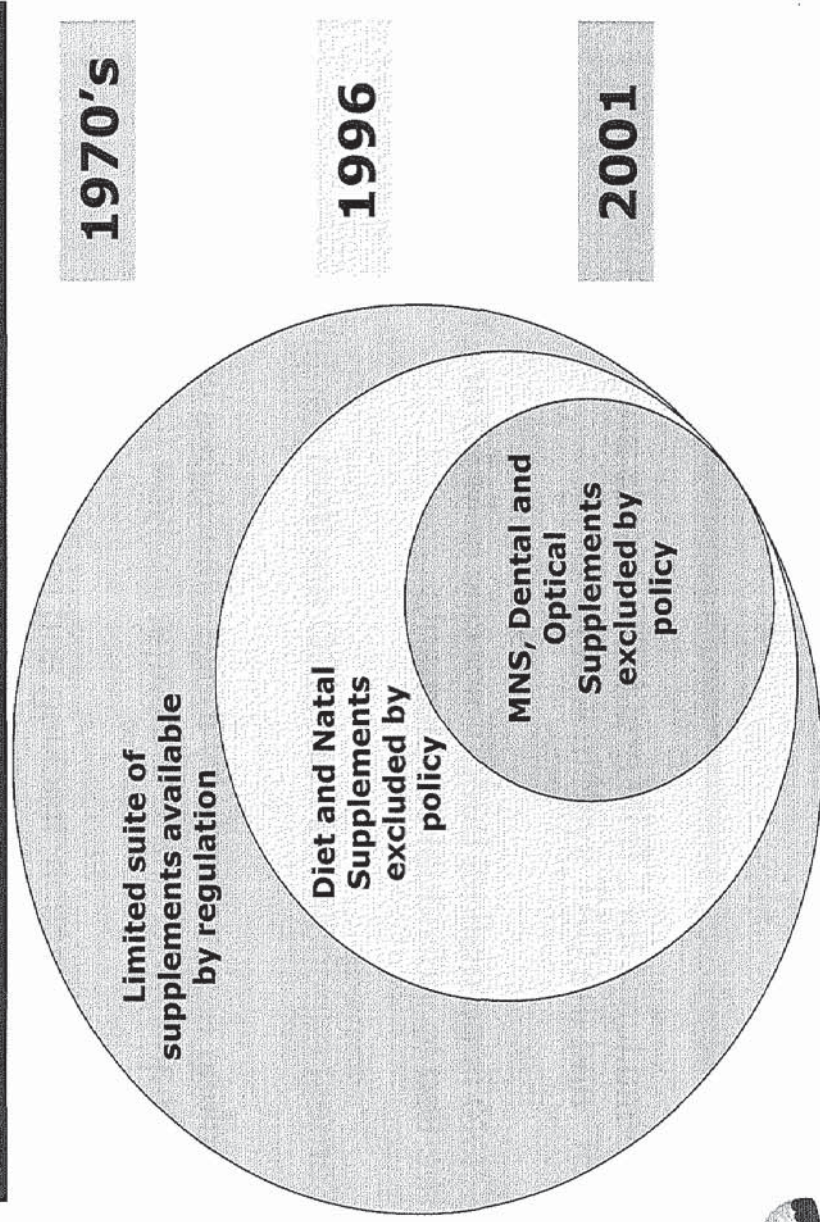 Limited suite of
supplements available
by regulation
Diet and Natal
Supplements
excluded by
policy
MNS, Dental and
Optical
Supplements
excluded by
policy
1970's
1996
2001